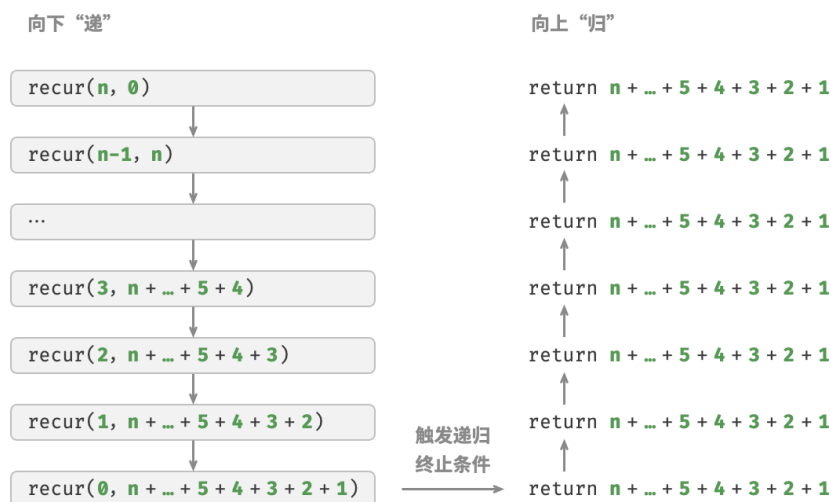 向下“递”
向上“归”
recur(n, 0)
return n + … + 5 + 4 + 3 + 2 + 1
recur(n-1, n)
return n + … + 5 + 4 + 3 + 2 + 1
…
return n + … + 5 + 4 + 3 + 2 + 1
recur(3, n + … + 5 + 4)
return n + … + 5 + 4 + 3 + 2 + 1
recur(2, n + … + 5 + 4 + 3)
return n + … + 5 + 4 + 3 + 2 + 1
recur(1, n + … + 5 + 4 + 3 + 2)
return n + … + 5 + 4 + 3 + 2 + 1
触发递归
终止条件
recur(0, n + … + 5 + 4 + 3 + 2 + 1)
return n + … + 5 + 4 + 3 + 2 + 1